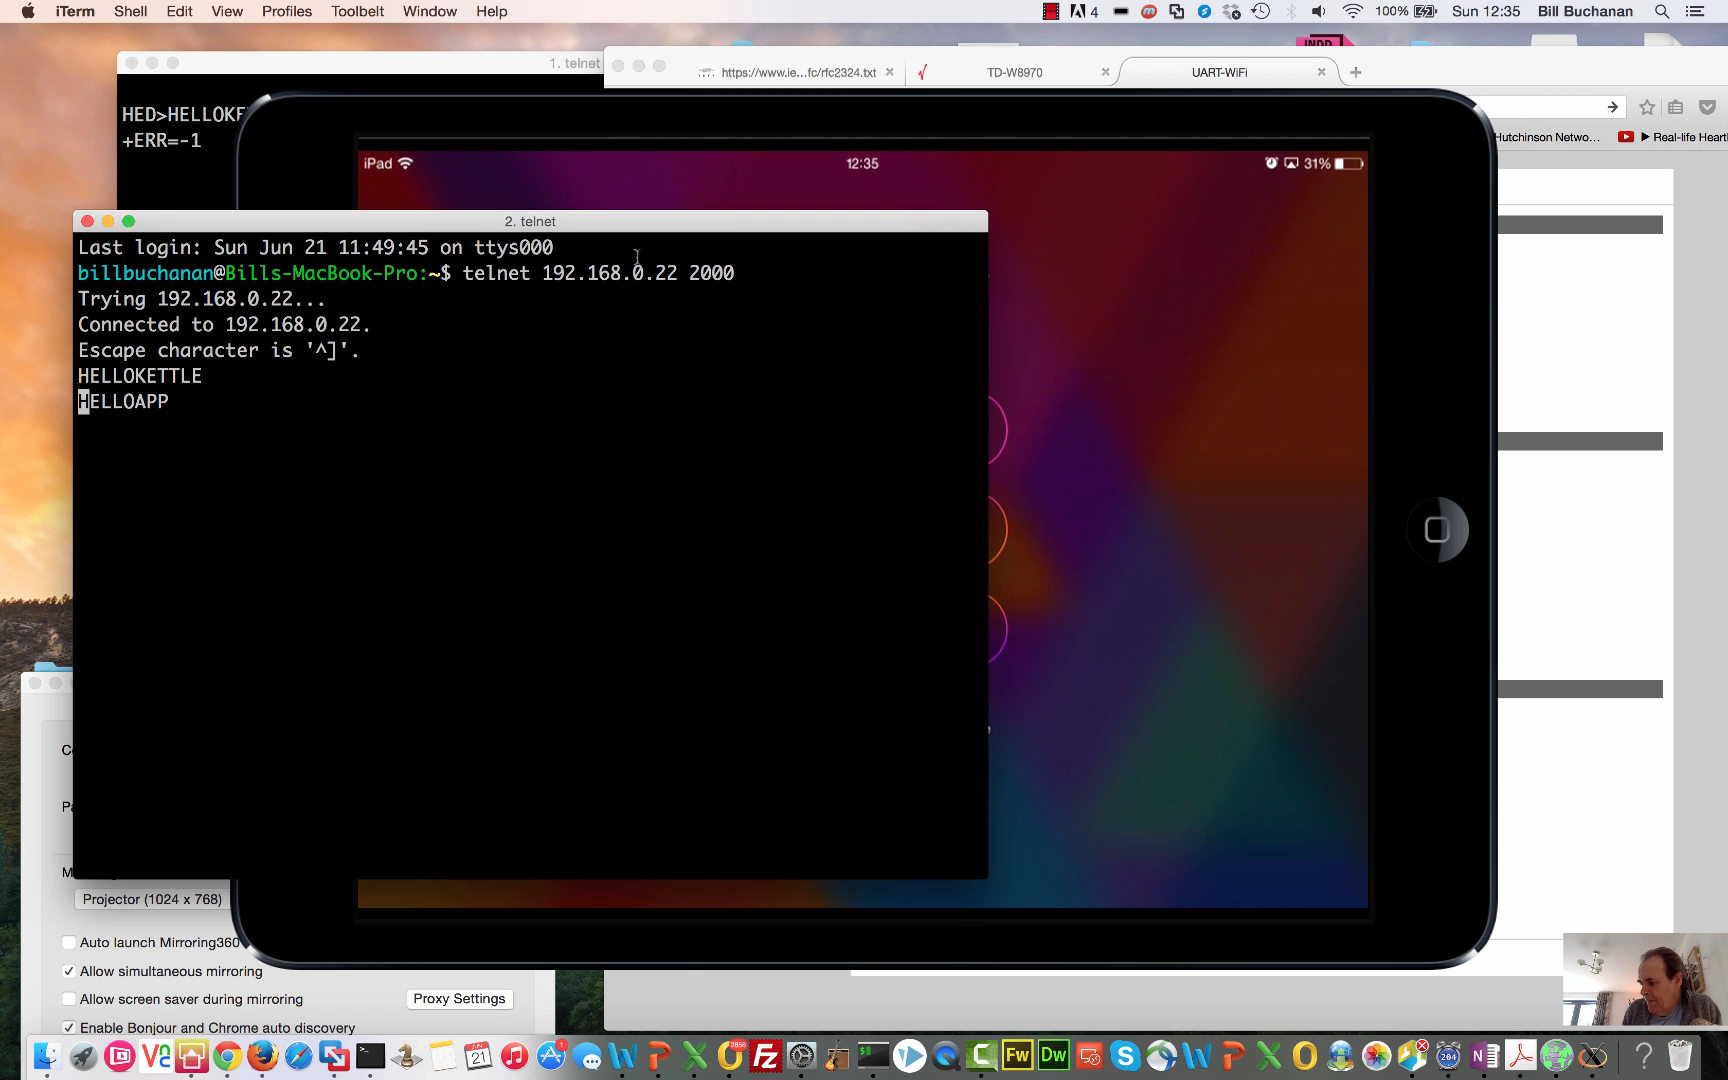 iTerm Shell Edit View Profiles Toolbelt Window Help 4 100% Sun 12:35 Bill Buchanan
1. telnet
https://www.ie...fc/rfc2324.txt TD-W8970 UART-WiFi
HED>HELLOKE
+ERR=-1
Hutchinson Netwo... Real-life Heart
iPad 12:35 31%
2. telnet
Last login: Sun Jun 21 11:49:45 on ttys000
billbuchanan@Bills-MacBook-Pro:~$ telnet 192.168.0.22 2000
Trying 192.168.0.22...
Connected to 192.168.0.22.
Escape character is '^]'.
HELLOKETTLE
HELLOAPP
Projector (1024 x 768)
Auto launch Mirroring360
Allow simultaneous mirroring
Allow screen saver during mirroring Proxy Settings
Enable Bonjour and Chrome auto discovery